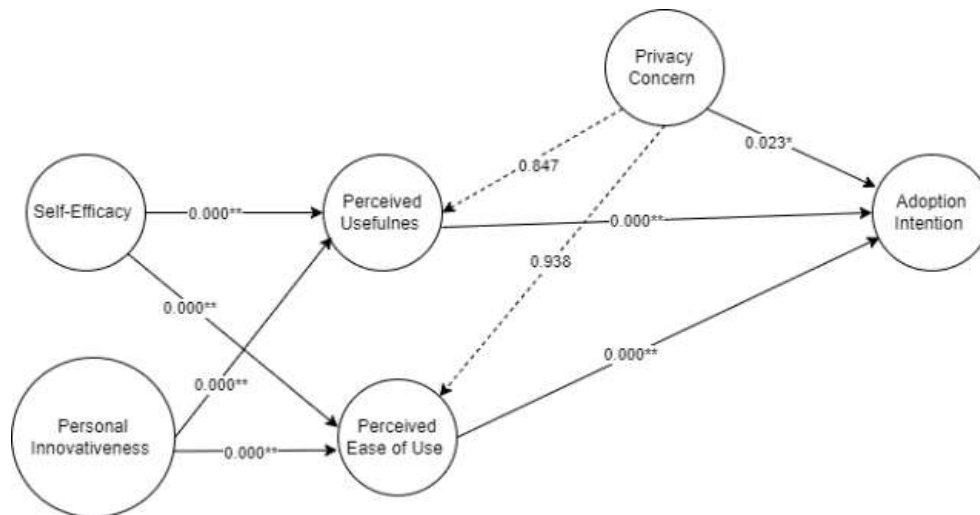 Privacy
Concern
0.023*
0.847
Self-Efficacy
0.000**
Perceived
Usefulnes
0.000**
Adoption
Intention
0.938
0.000**
0.000**
0.000**
Personal
Innovativeness
0.000**
Perceived
Ease of Use